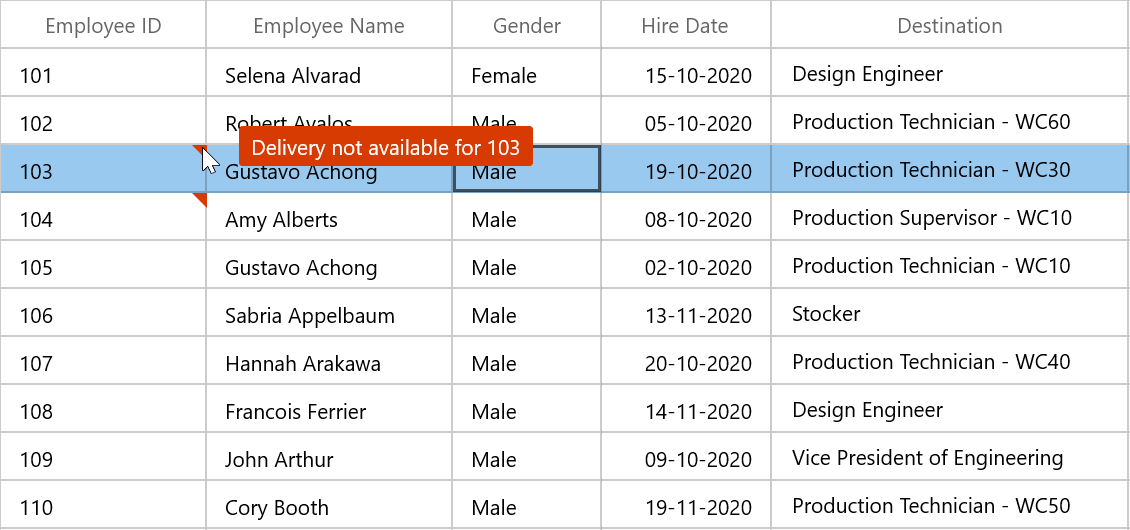 Employee ID Employee Name Gender Hire Date Destination
101 Selena Alvarad Female 15-10-2020 Design Engineer
102 Robert Avalos Male 05-10-2020 Production Technician - WC60
Delivery not available for 103
103 Gustavo Achong Male 19-10-2020 Production Technician - WC30
104 Amy Alberts Male 08-10-2020 Production Supervisor - WC10
105 Gustavo Achong Male 02-10-2020 Production Technician - WC10
106 Sabria Appelbaum Male 13-11-2020 Stocker
107 Hannah Arakawa Male 20-10-2020 Production Technician - WC40
108 Francois Ferrier Male 14-11-2020 Design Engineer
109 John Arthur Male 09-10-2020 Vice President of Engineering
110 Cory Booth Male 19-11-2020 Production Technician - WC50